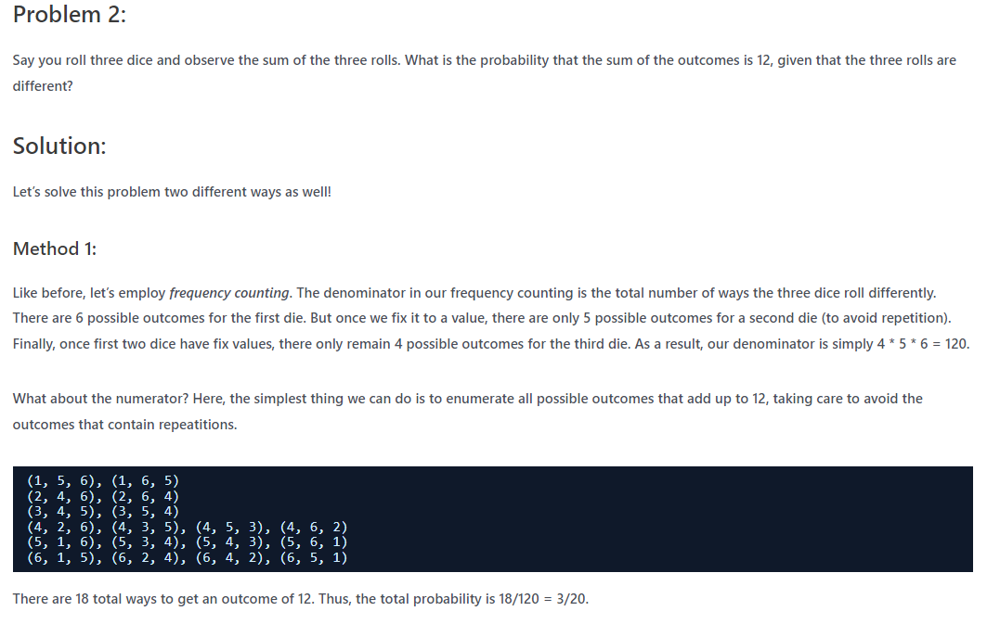 Problem 2:
Say you roll three dice and observe the sum of the three rolls. What is the probability that the sum of the outcomes is 12, given that the three rolls are
different?
Solution:
Let’s solve this problem two different ways as well!
Method 1:
Like before, let’s employ frequency counting. The denominator in our frequency counting is the total number of ways the three dice roll differently.
There are 6 possible outcomes for the first die. But once we fix it to a value, there are only 5 possible outcomes for a second die (to avoid repetition).
Finally, once first two dice have fix values, there only remain 4 possible outcomes for the third die. As a result, our denominator is simply 4 * 5 * 6 = 120.
What about the numerator? Here, the simplest thing we can do is to enumerate all possible outcomes that add up to 12, taking care to avoid the
outcomes that contain repeatitions.
(1, 5, 6), (1, 6, 5)
(2, 4, 6), (2, 6, 4)
(3, 4, 5), (3, 5, 4)
(4, 2, 6), (4, 3, 5), (4, 5, 3), (4, 6, 2)
(5, 1, 6), (5, 3, 4), (5, 4, 3), (5, 6, 1)
(6, 1, 5), (6, 2, 4), (6, 4, 2), (6, 5, 1)
There are 18 total ways to get an outcome of 12. Thus, the total probability is 18/120 = 3/20.